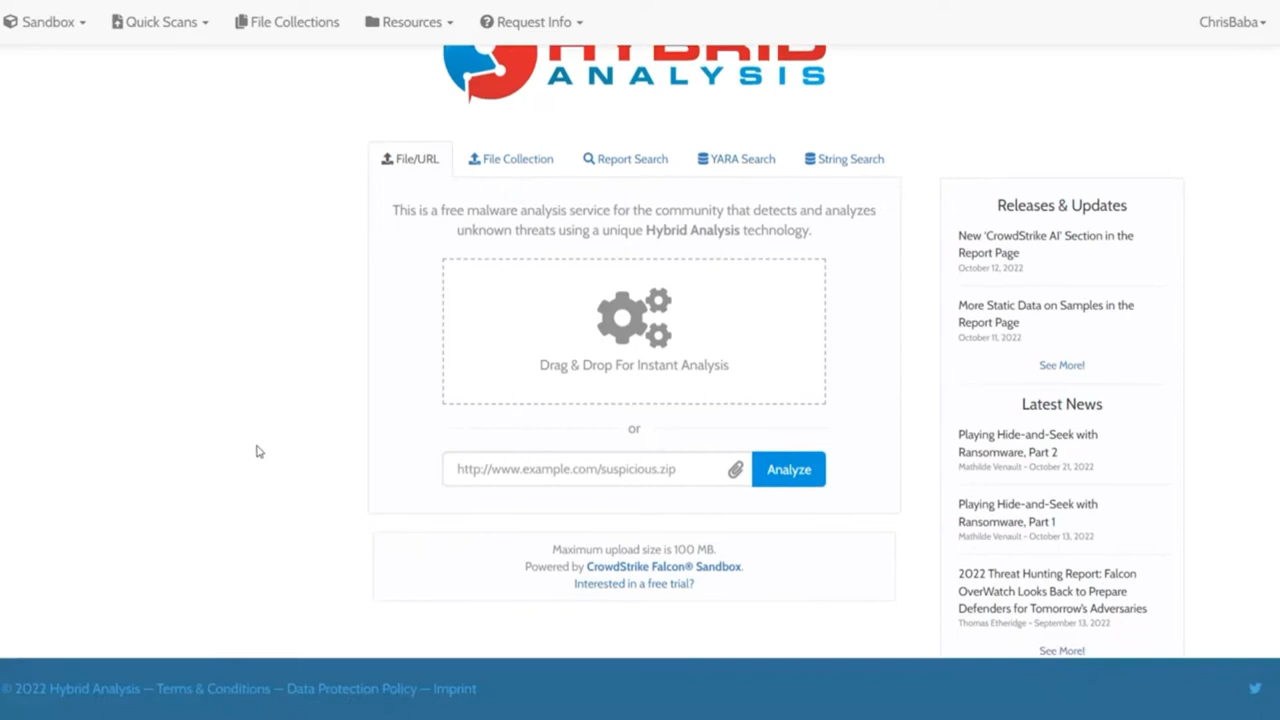 Sandbox
Quick Scans
File Collections
Resources
Request Info
ChrisBaba
HYBRID
ANALYSIS
File/URL
File Collection
Report Search
YARA Search
String Search
This is a free malware analysis service for the community that detects and analyzes
unknown threats using a unique Hybrid Analysis technology.
Drag & Drop For Instant Analysis
or
http://www.example.com/suspicious.zip
Analyze
Maximum upload size is 100 MB.
Powered by CrowdStrike Falcon® Sandbox.
Interested in a free trial?
Releases & Updates
New 'CrowdStrike AI' Section in the
Report Page
October 12, 2022
More Static Data on Samples in the
Report Page
October 11, 2022
See More!
Latest News
Playing Hide-and-Seek with
Ransomware, Part 2
Mathilde Venault - October 21, 2022
Playing Hide-and-Seek with
Ransomware, Part 1
Mathilde Venault - October 13, 2022
2022 Threat Hunting Report: Falcon
OverWatch Looks Back to Prepare
Defenders for Tomorrow's Adversaries
Thomas Etheridge - September 13, 2022
See More!
© 2022 Hybrid Analysis — Terms & Conditions — Data Protection Policy — Imprint